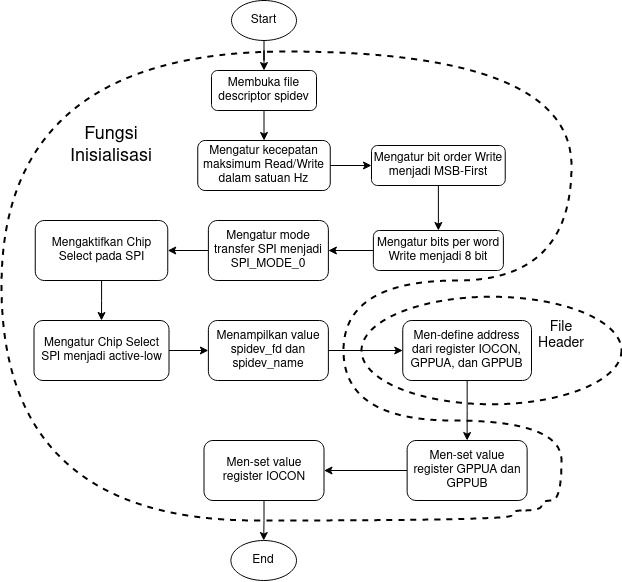 Start
Membuka file
descriptor spidev
Fungsi
Inisialisasi
Mengatur kecepatan
maksimum Read/Write
dalam satuan Hz
Mengatur bit order Write
menjadi MSB-First
Mengatur bits per word
Write menjadi 8 bit
Mengatur mode
transfer SPI menjadi
SPI_MODE_0
Mengaktifkan Chip
Select pada SPI
Mengatur Chip Select
SPI menjadi active-low
Menampilkan value
spidev_fd dan
spidev_name
Men-define address
dari register IOCON,
GPPUA, dan GPPUB
File
Header
Men-set value
register GPPUA dan
GPPUB
Men-set value
register IOCON
End